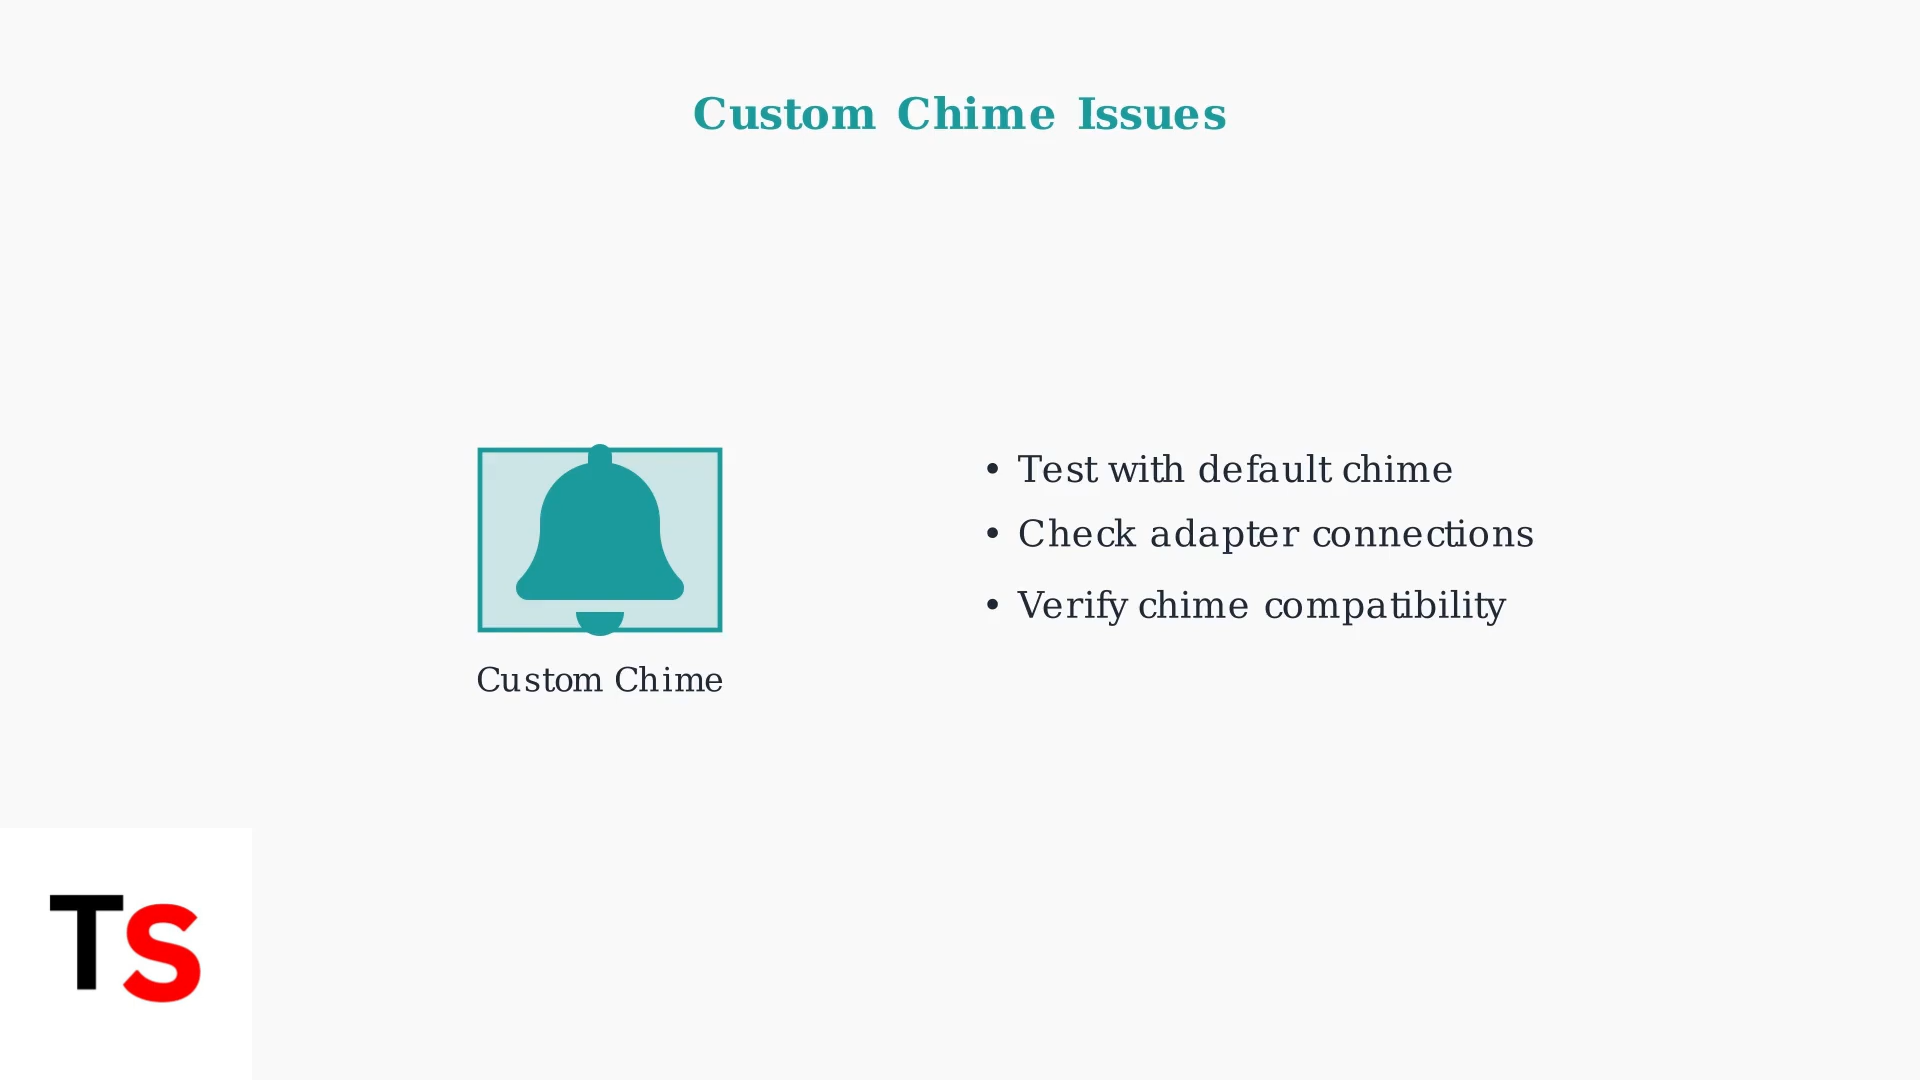 Custom Chime Issues
• Test with default chime
• Check adapter connections
• Verify chime compatibility
Custom Chime
TS